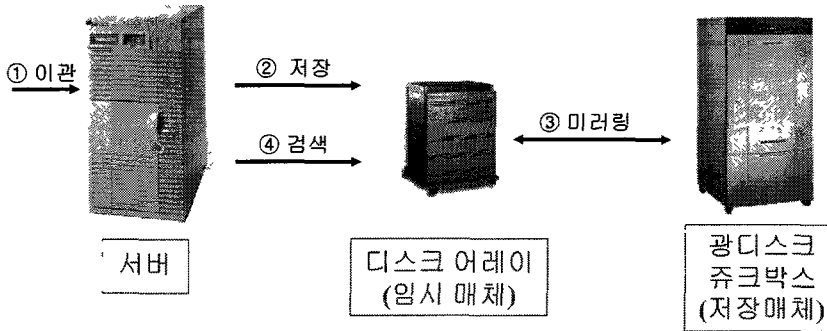 ① 이관
② 저장
④ 검색
③ 미러링
서버
디스크 어레이
(임시 매체)
광디스크
쥬크박스
(저장매체)